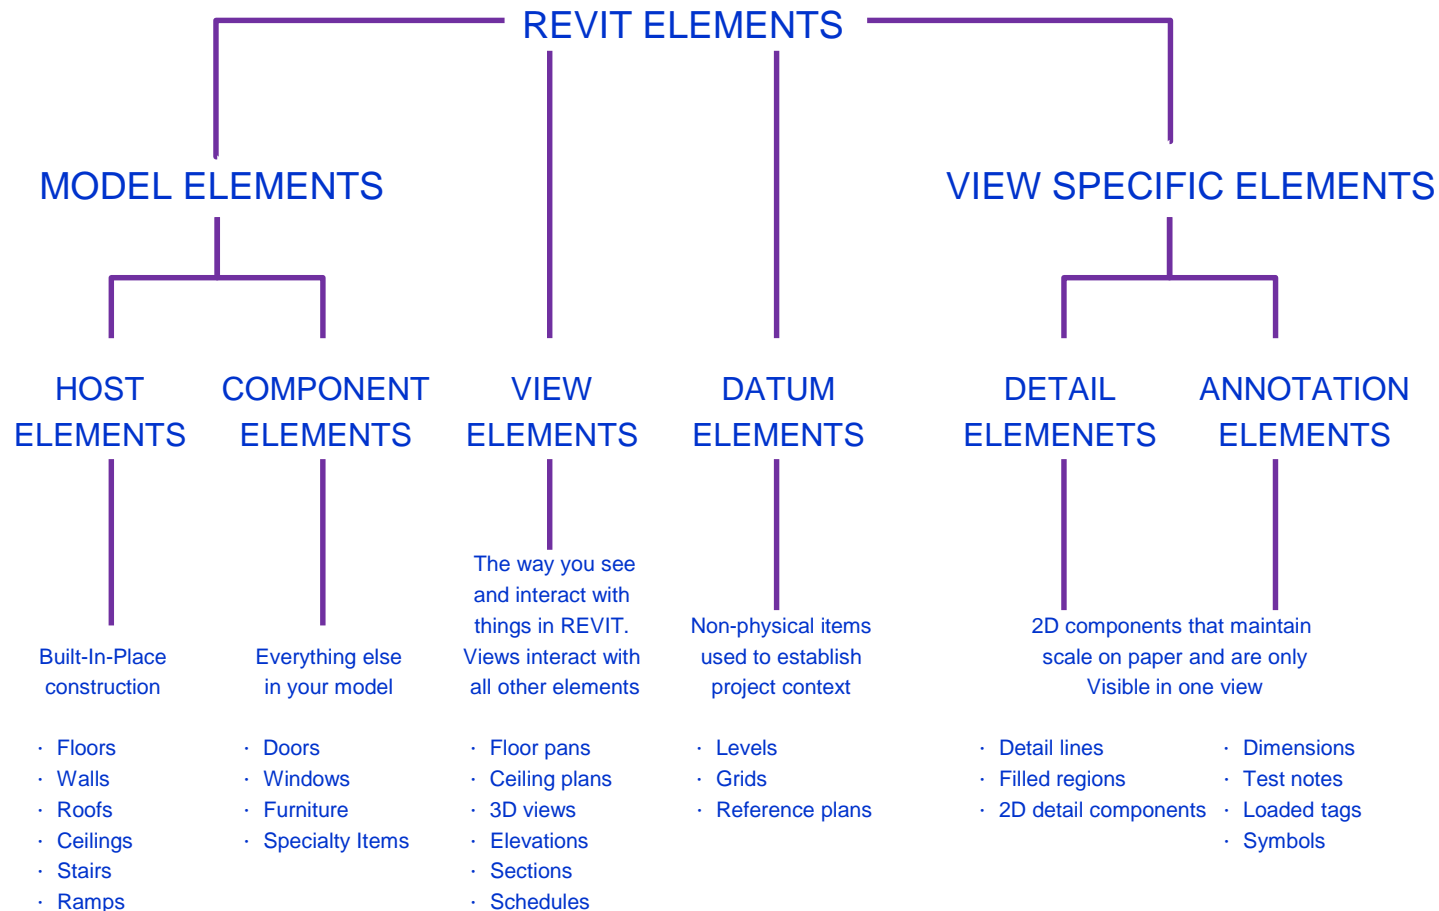 REVIT ELEMENTS
MODEL ELEMENTS
VIEW SPECIFIC ELEMENTS
HOST
ELEMENTS
COMPONENT
ELEMENTS
VIEW
ELEMENTS
DATUM
ELEMENTS
DETAIL
ELEMENETS
ANNOTATION
ELEMENTS
Built-In-Place
construction
· Floors
· Walls
· Roofs
· Ceilings
· Stairs
· Ramps
Everything else
in your model
· Doors
· Windows
· Furniture
· Specialty Items
The way you see
and interact with
things in REVIT.
Views interact with
all other elements
· Floor pans
· Ceiling plans
· 3D views
· Elevations
· Sections
· Schedules
Non-physical items
used to establish
project context
· Levels
· Grids
· Reference plans
2D components that maintain
scale on paper and are only
Visible in one view
· Detail lines
· Filled regions
· 2D detail components
· Dimensions
· Test notes
· Loaded tags
· Symbols